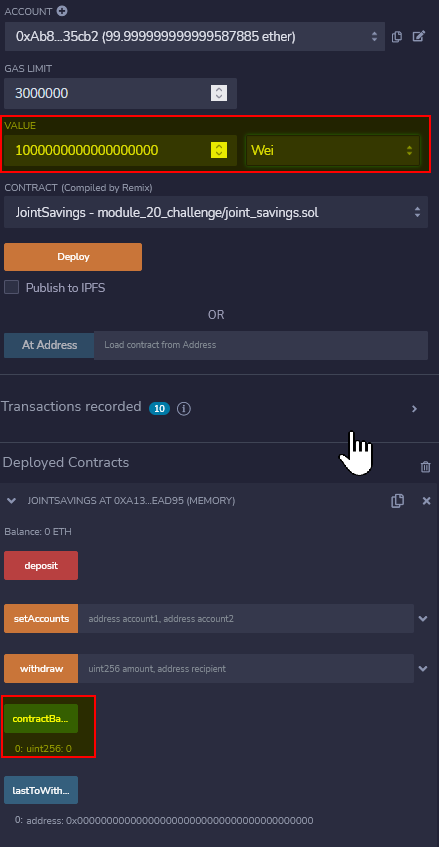 ACCOUNT
0xAb8...35cb2 (99.999999999999587885 ether)
GAS LIMIT
3000000
VALUE
1000000000000000000 Wei
CONTRACT (Compiled by Remix)
JointSavings - module_20_challenge/joint_savings.sol
Deploy
Publish to IPFS
OR
At Address Load contract from Address
Transactions recorded 10 i
Deployed Contracts
JOINTSAVINGS AT 0XA13...EAD95 (MEMORY)
Balance: 0 ETH
deposit
setAccounts address account1, address account2
withdraw uint256 amount, address recipient
contractBa...
0: uint256: 0
lastToWith...
0: address: 0x0000000000000000000000000000000000000000